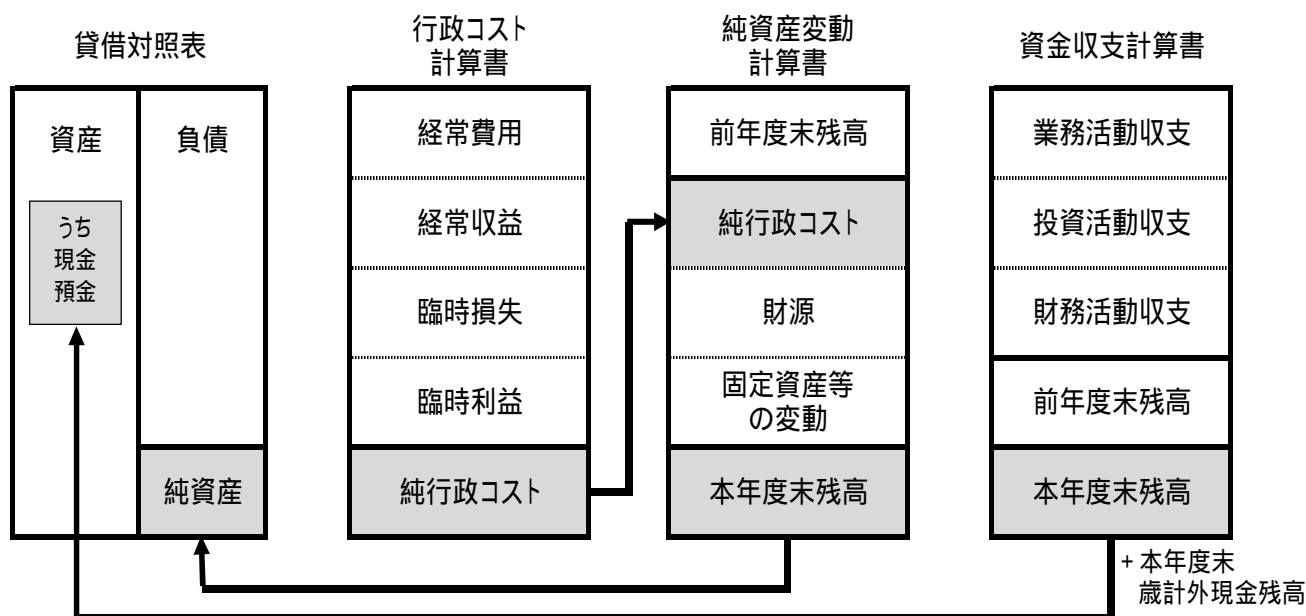 貸借対照表
資産
負債
うち
現金
預金
純資産
行政コスト
計算書
経常費用
経常収益
臨時損失
臨時利益
純行政コスト
純資産変動
計算書
前年度末残高
純行政コスト
財源
固定資産等
の変動
本年度末残高
資金収支計算書
業務活動収支
投資活動収支
財務活動収支
前年度末残高
本年度末残高
+ 本年度末
歳計外現金残高